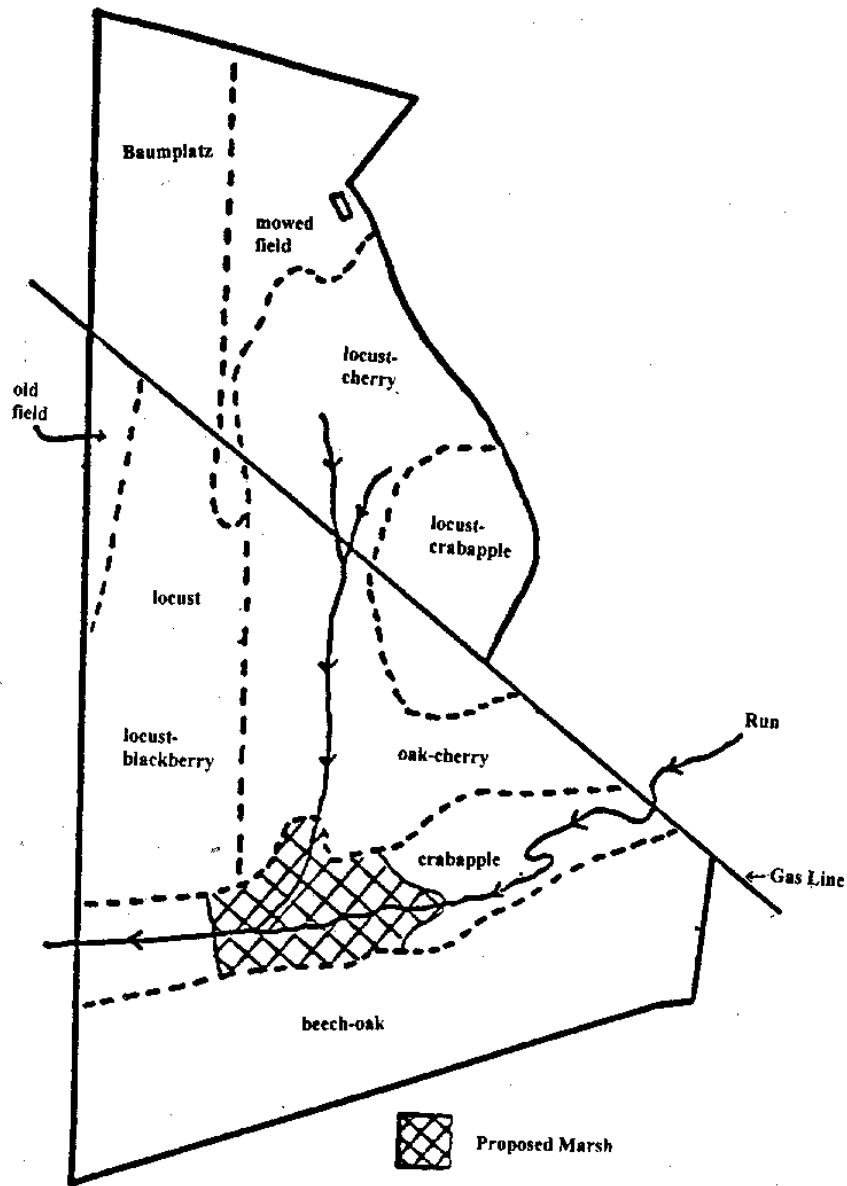 Baumplatz
mowed
field
locust-
cherry
old
field
locust-
crabapple
locust
Run
locust-
blackberry
oak-cherry
crabapple
Gas Line
beech-oak
Proposed Marsh